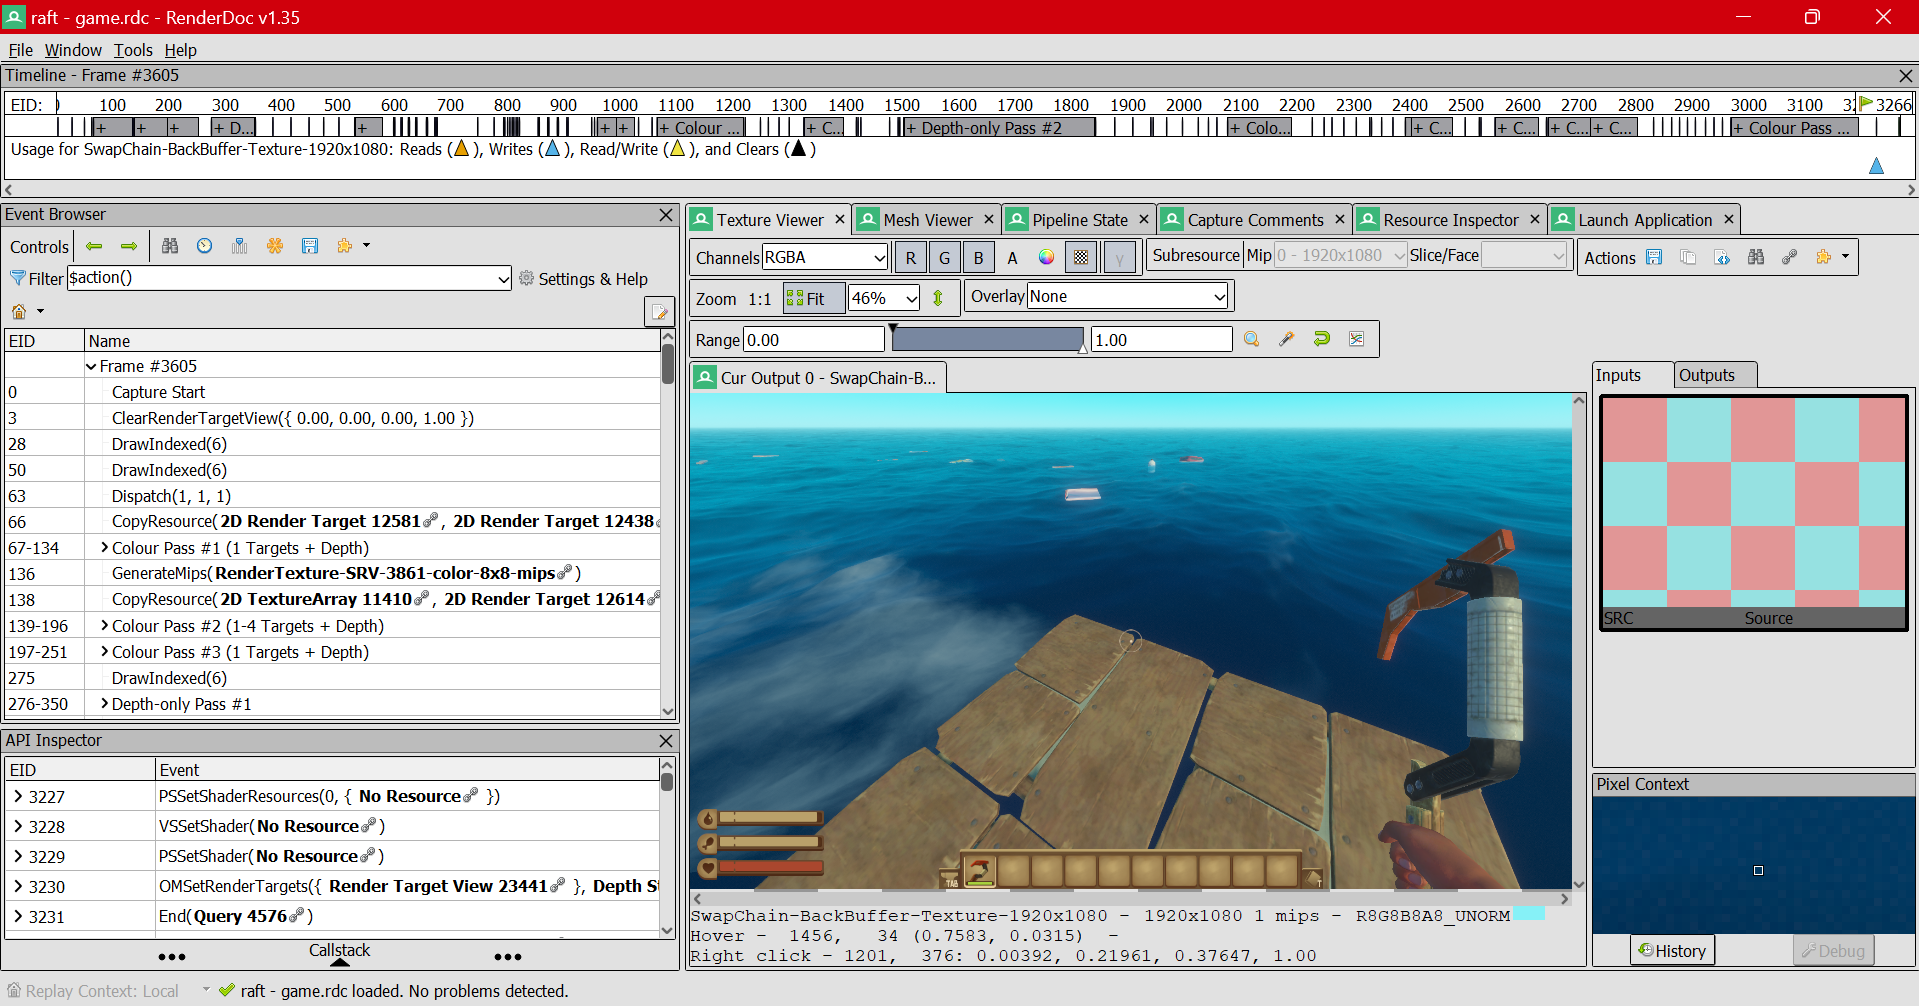 raft - game.rdc - RenderDoc v1.35
File Window Tools Help
Timeline - Frame #3605
EID: 100 200 300 400 500 600 700 800 900 1000 1100 1200 1300 1400 1500 1600 1700 1800 1900 2000 2100 2200 2300 2400 2500 2600 2700 2800 2900 3000 3100 3266
+ + + + D... + + + + Colour ... + C... + Depth-only Pass #2 + Colo... + C... + C... + C... + C... + Colour Pass ...
Usage for SwapChain-BackBuffer-Texture-1920x1080: Reads ( ), Writes ( ), Read/Write ( ), and Clears ( )
Event Browser
Controls
Filter $action() Settings & Help
EID Name
Frame #3605
0 Capture Start
3 ClearRenderTargetView({ 0.00, 0.00, 0.00, 1.00 })
28 DrawIndexed(6)
50 DrawIndexed(6)
63 Dispatch(1, 1, 1)
66 CopyResource(2D Render Target 12581 , 2D Render Target 12438
67-134 Colour Pass #1 (1 Targets + Depth)
136 GenerateMips(RenderTexture-SRV-3861-color-8x8-mips )
138 CopyResource(2D TextureArray 11410 , 2D Render Target 12614
139-196 Colour Pass #2 (1-4 Targets + Depth)
197-251 Colour Pass #3 (1 Targets + Depth)
275 DrawIndexed(6)
276-350 Depth-only Pass #1
API Inspector
EID Event
3227 PSSetShaderResources(0, { No Resource })
3228 VSSetShader(No Resource )
3229 PSSetShader(No Resource )
3230 OMSetRenderTargets({ Render Target View 23441 }, Depth S
3231 End(Query 4576 )
Callstack
Texture Viewer Mesh Viewer Pipeline State Capture Comments Resource Inspector Launch Application
Channels RGBA R G B A γ Subresource Mip 0 - 1920x1080 Slice/Face Actions
Zoom 1:1 Fit 46% Overlay None
Range 0.00 1.00
Cur Output 0 - SwapChain-B...
TAB T
SwapChain-BackBuffer-Texture-1920x1080 - 1920x1080 1 mips - R8G8B8A8_UNORM
Hover - 1456, 34 (0.7583, 0.0315) -
Right click - 1201, 376: 0.00392, 0.21961, 0.37647, 1.00
Inputs Outputs
SRC Source
Pixel Context
History Debug
Replay Context: Local raft - game.rdc loaded. No problems detected.